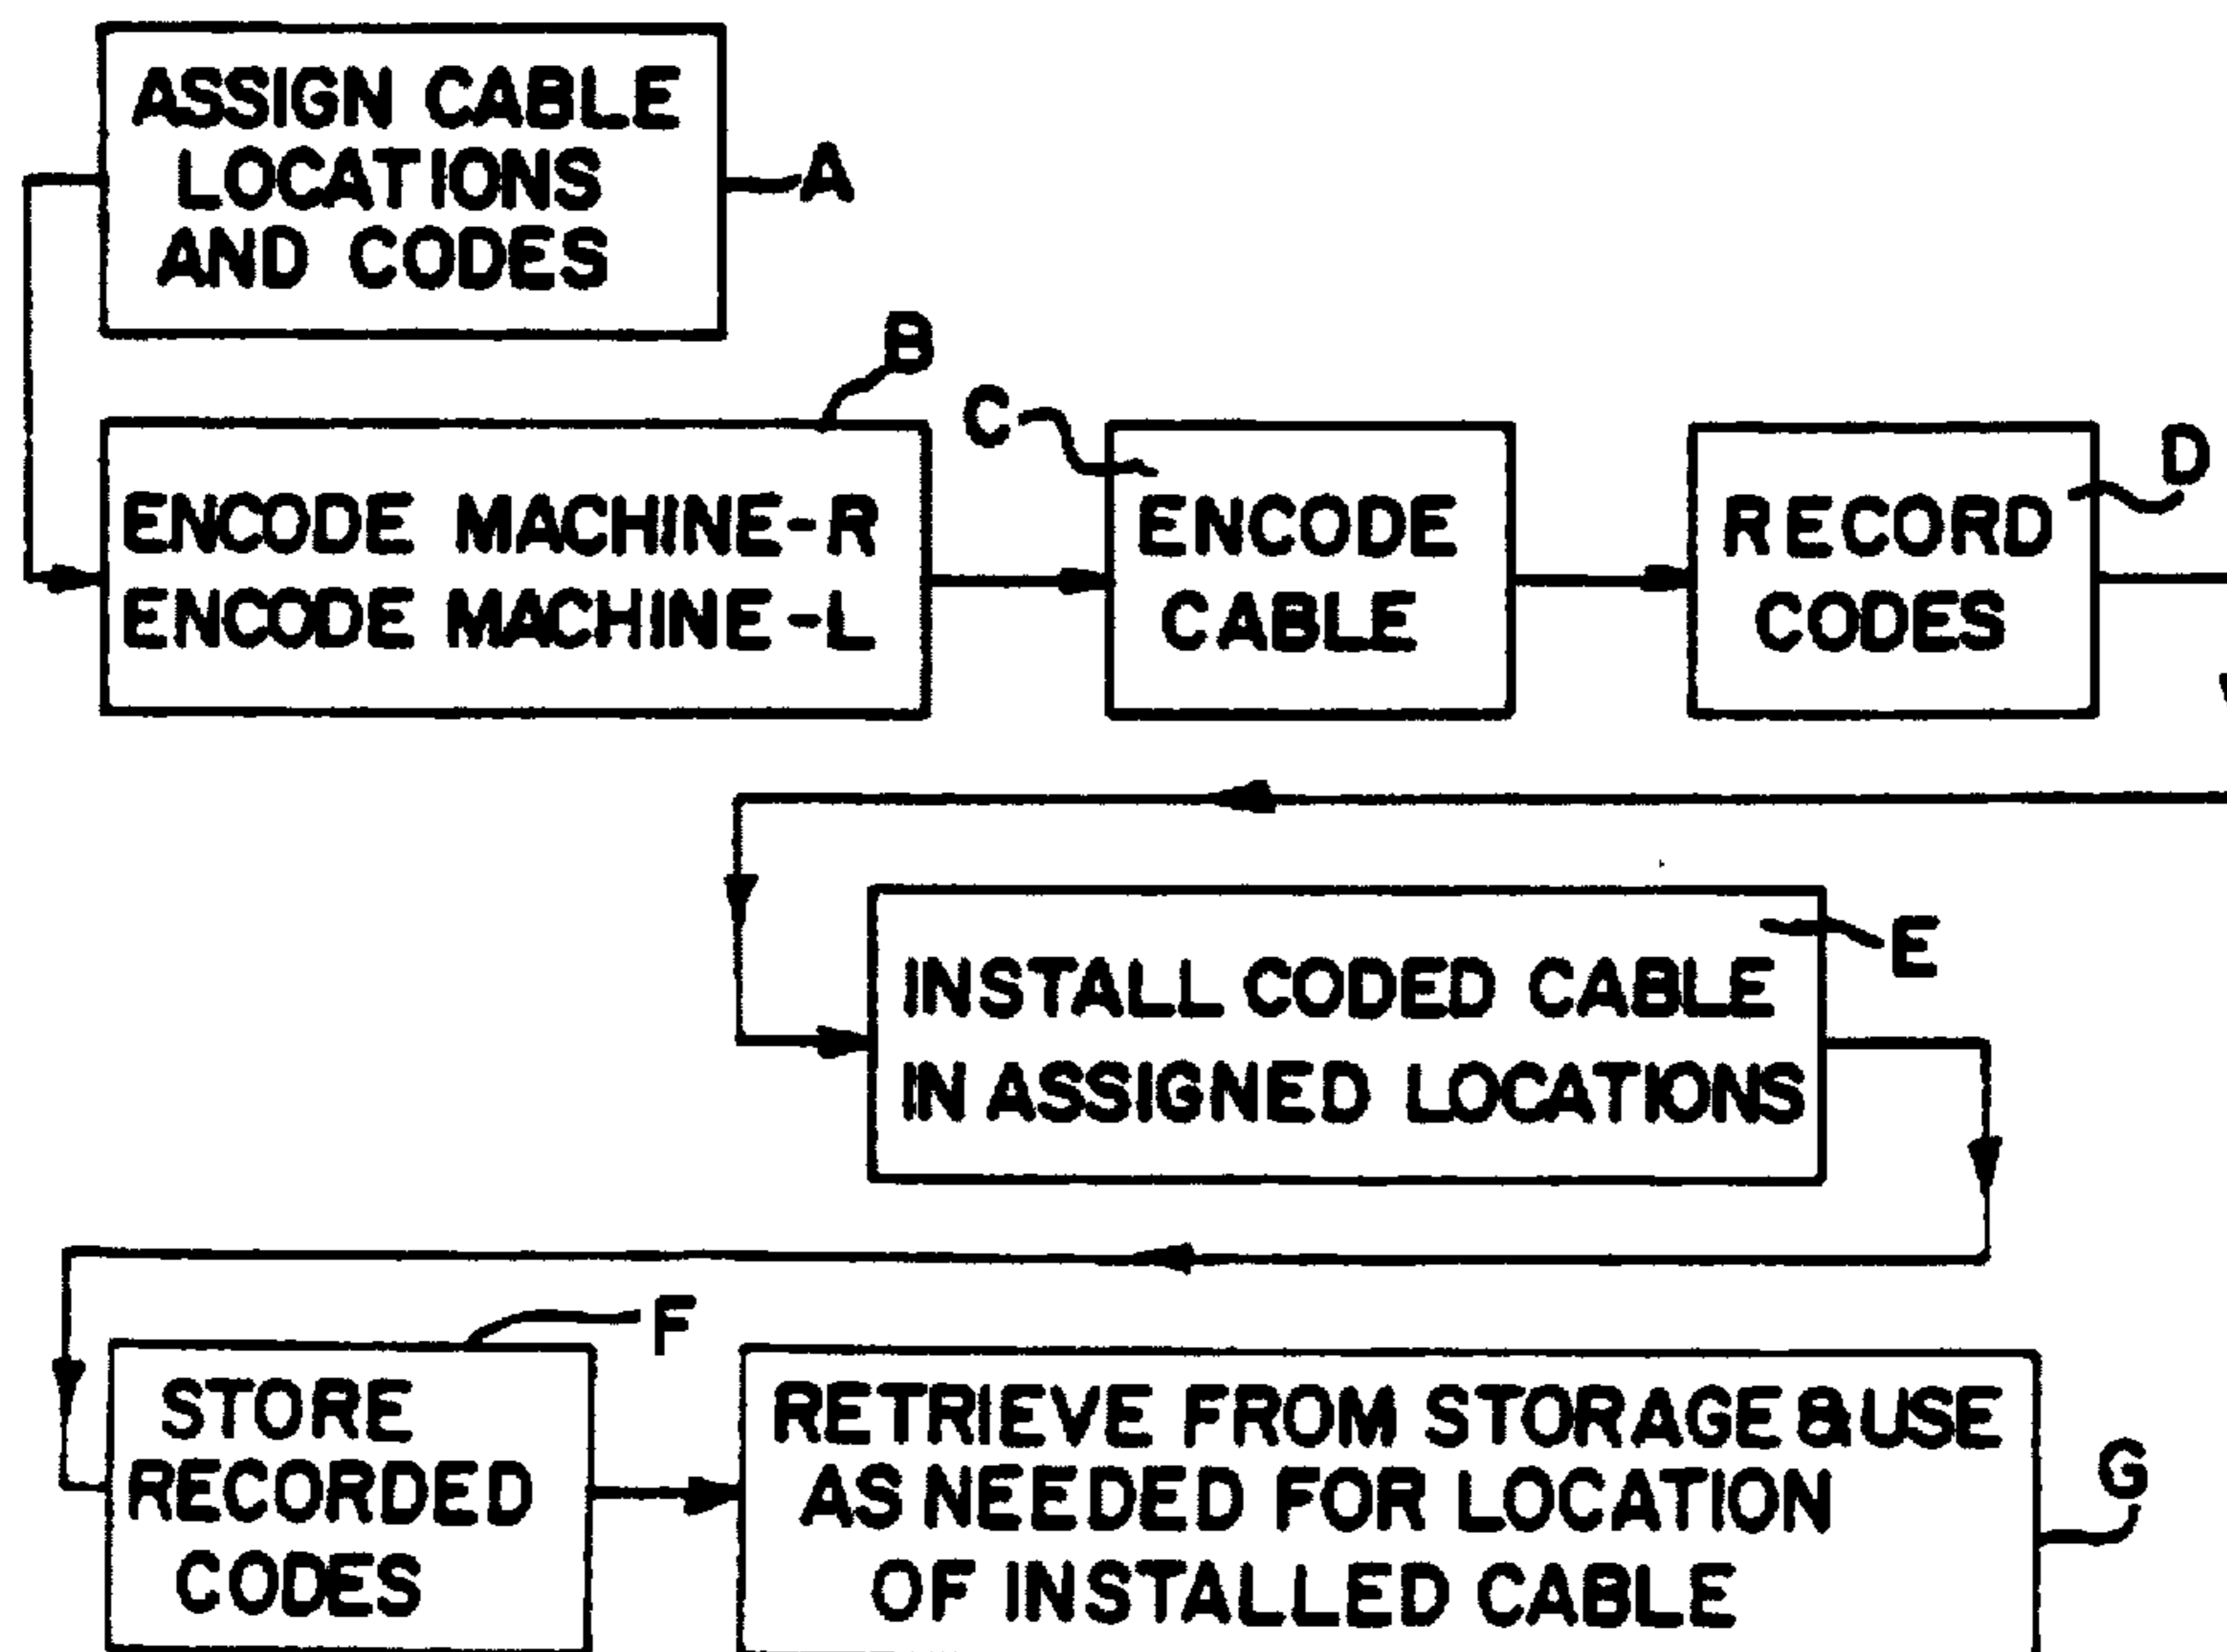 ASSIGN CABLE
LOCATIONS
AND CODES
A
B
ENCODE MACHINE-R
ENCODE MACHINE-L
C
ENCODE
CABLE
D
RECORD
CODES
E
INSTALL CODED CABLE
IN ASSIGNED LOCATIONS
F
STORE
RECORDED
CODES
RETRIEVE FROM STORAGE & USE
AS NEEDED FOR LOCATION
OF INSTALLED CABLE
G